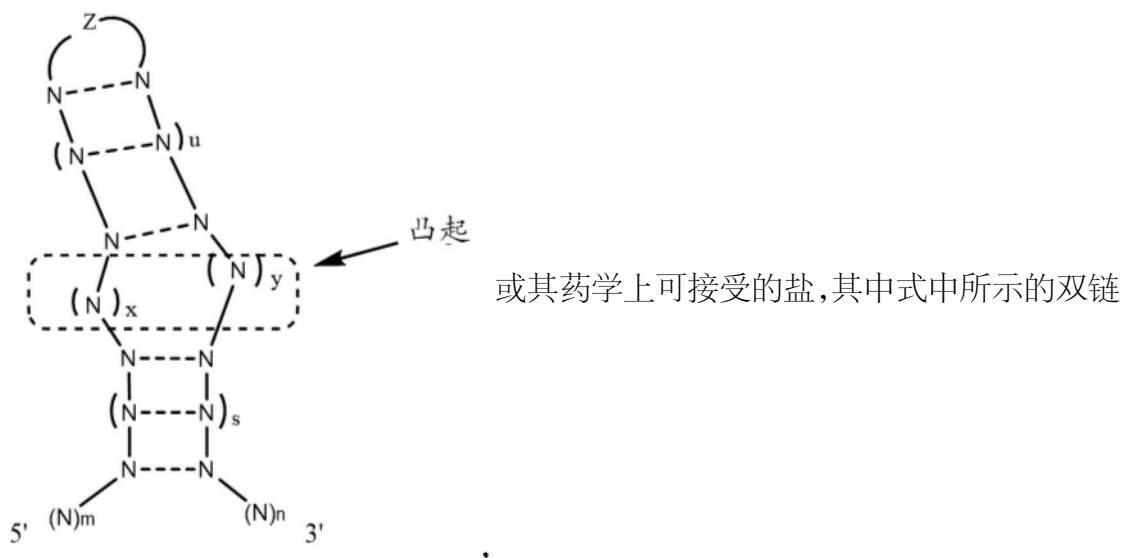 Z
N N
(N N)u
N N
凸起
(N)y
(N)x
或其药学上可接受的盐,其中式中所示的双链
N N
(N N)s
N N
5' (N)m (N)n 3'
,